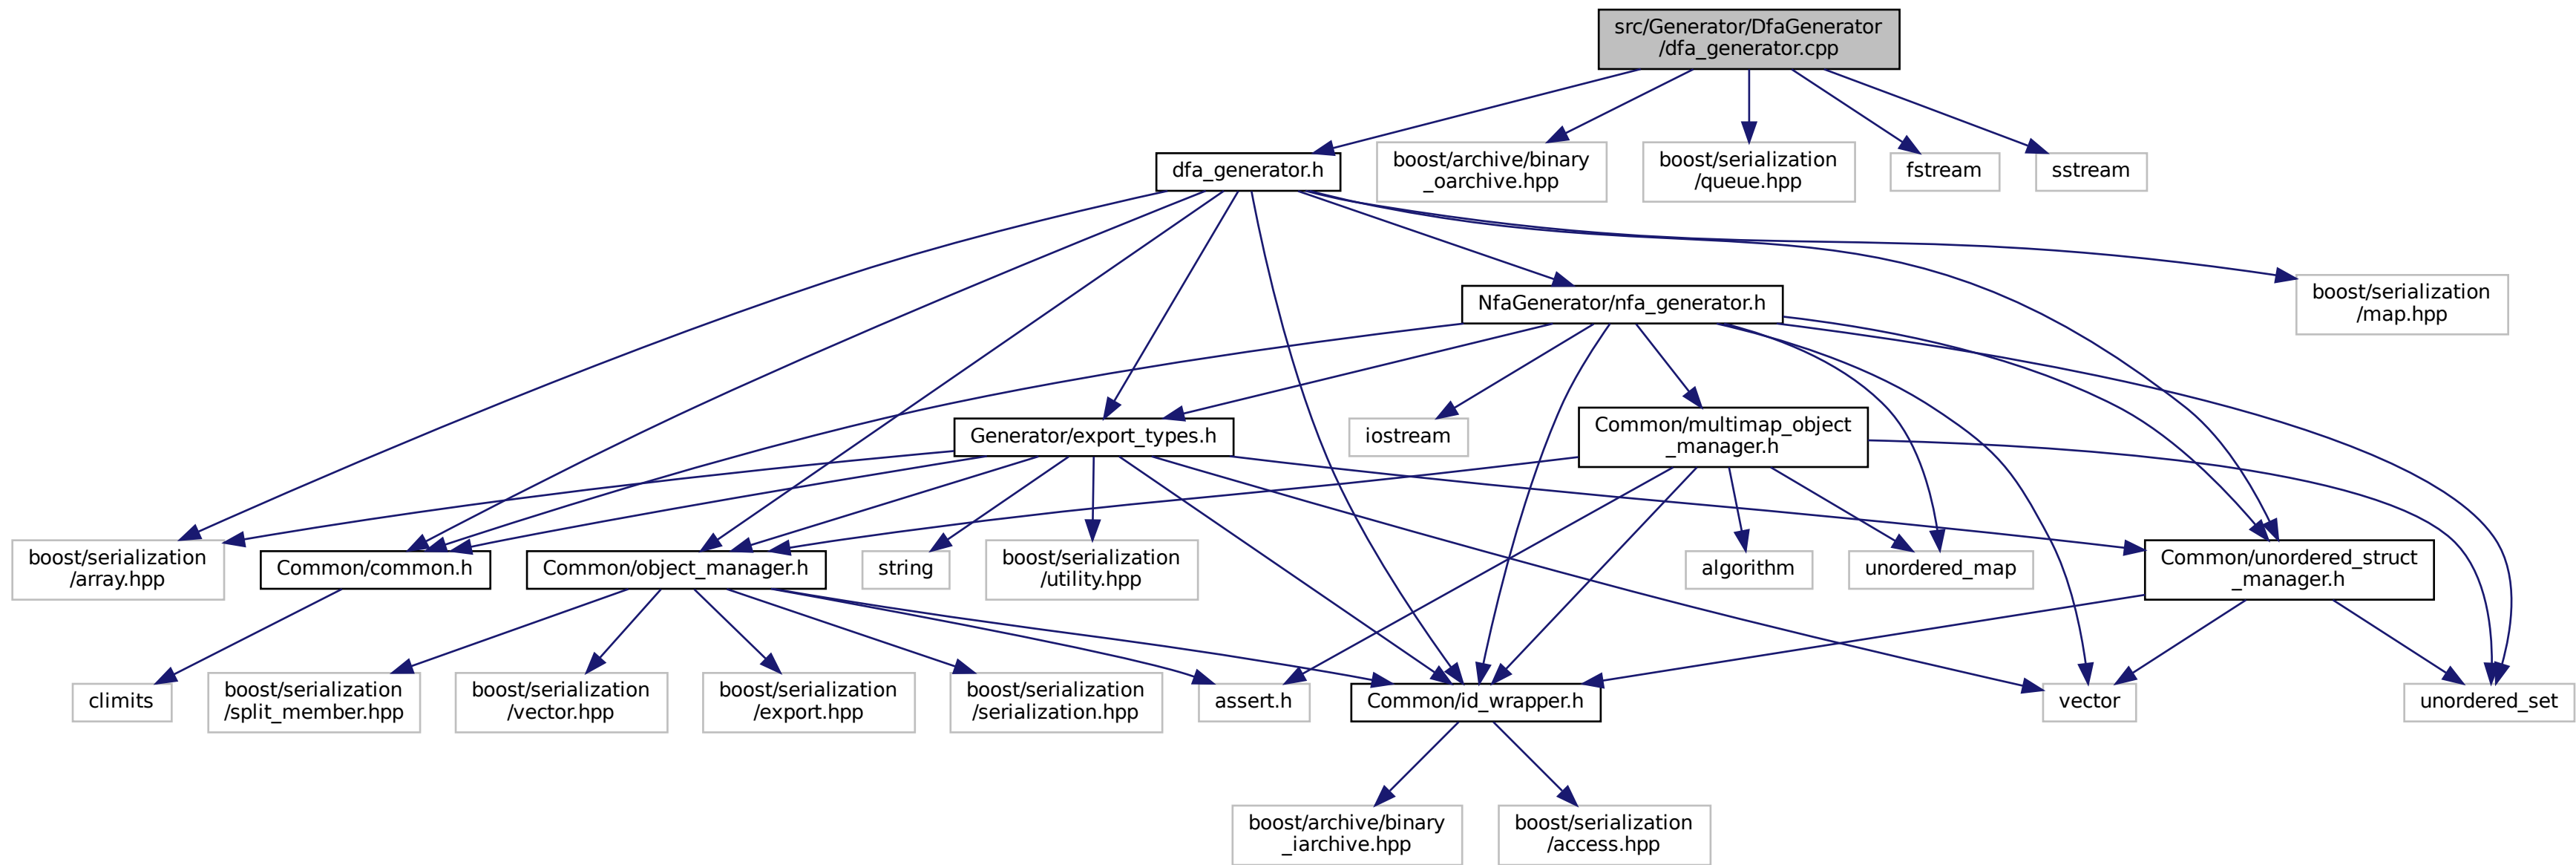 src/Generator/DfaGenerator
/dfa_generator.cpp
dfa_generator.h
boost/archive/binary
_oarchive.hpp
boost/serialization
/queue.hpp
fstream
sstream
NfaGenerator/nfa_generator.h
boost/serialization
/map.hpp
Generator/export_types.h
iostream
Common/multimap_object
_manager.h
boost/serialization
/array.hpp
Common/common.h
Common/object_manager.h
string
boost/serialization
/utility.hpp
algorithm
unordered_map
Common/unordered_struct
_manager.h
climits
boost/serialization
/split_member.hpp
boost/serialization
/vector.hpp
boost/serialization
/export.hpp
boost/serialization
/serialization.hpp
assert.h
Common/id_wrapper.h
vector
unordered_set
boost/archive/binary
_iarchive.hpp
boost/serialization
/access.hpp